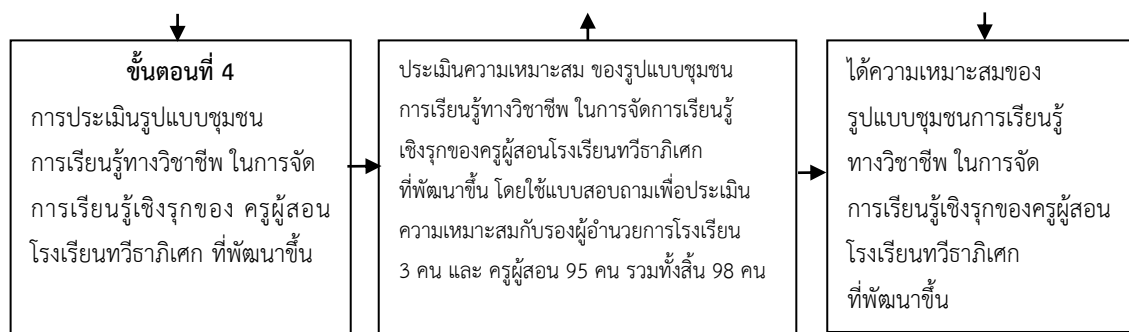 ขั้นตอนที่ 4
การประเมินรูปแบบชุมชน
การเรียนรู้ทางวิชาชีพ ในการจัด
การเรียนรู้เชิงรุกของ ครูผู้สอน
โรงเรียนทวีธาภิเศก ที่พัฒนาขึ้น
ประเมินความเหมาะสม ของรูปแบบชุมชน
การเรียนรู้ทางวิชาชีพ ในการจัดการเรียนรู้
เชิงรุกของครูผู้สอนโรงเรียนทวีธาภิเศก
ที่พัฒนาขึ้น โดยใช้แบบสอบถามเพื่อประเมิน
ความเหมาะสมกับรองผู้อำนวยการโรงเรียน
3 คน และ ครูผู้สอน 95 คน รวมทั้งสิ้น 98 คน
ได้ความเหมาะสมของ
รูปแบบชุมชนการเรียนรู้
ทางวิชาชีพ ในการจัด
การเรียนรู้เชิงรุกของครูผู้สอน
โรงเรียนทวีธาภิเศก
ที่พัฒนาขึ้น